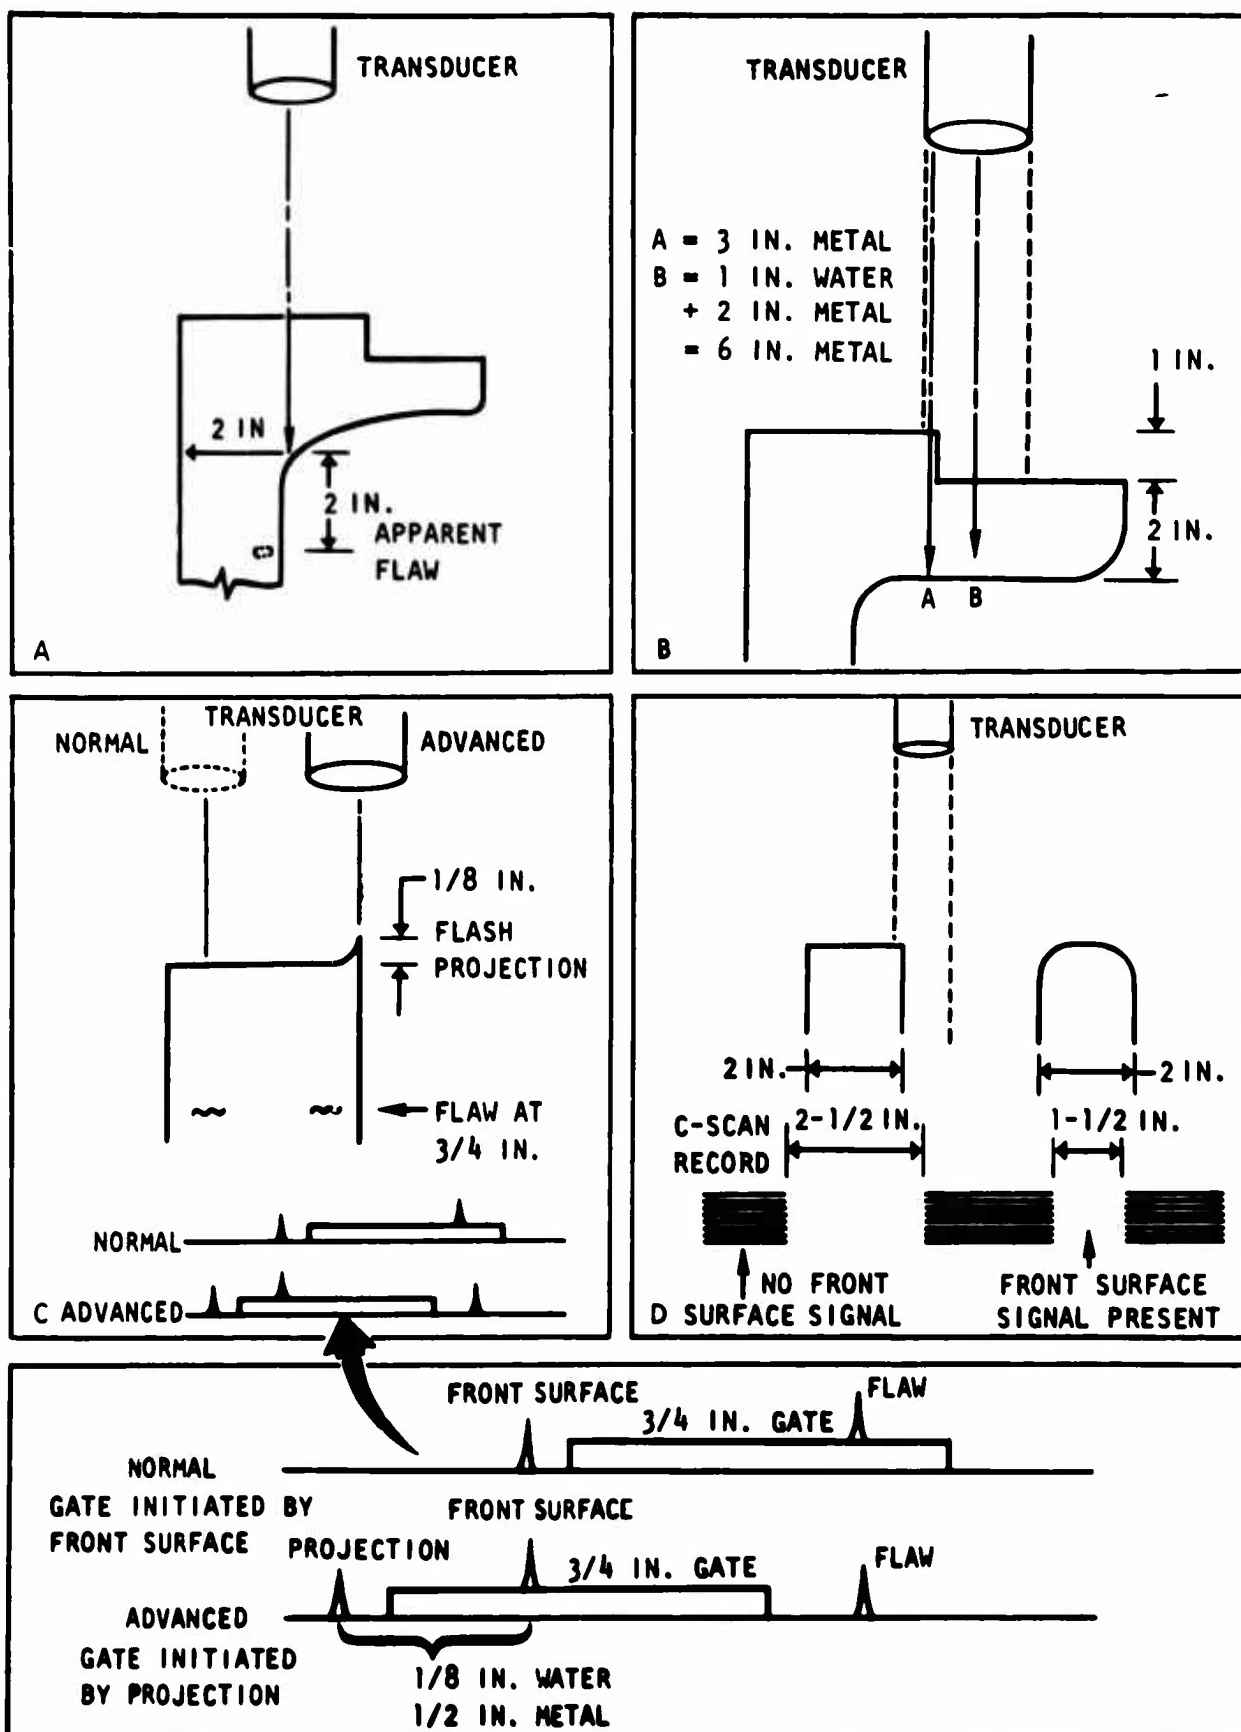 TRANSDUCER
2 IN
2 IN.
APPARENT
FLAW
A
TRANSDUCER
A = 3 IN. METAL
B = 1 IN. WATER
+ 2 IN. METAL
= 6 IN. METAL
1 IN.
2 IN.
A B
B
TRANSDUCER
NORMAL
ADVANCED
1/8 IN.
FLASH
PROJECTION
FLAW AT
3/4 IN.
NORMAL
C ADVANCED
TRANSDUCER
2 IN.
2 IN.
C-SCAN
RECORD
2-1/2 IN.
1-1/2 IN.
NO FRONT
D SURFACE SIGNAL
FRONT SURFACE
SIGNAL PRESENT
FRONT SURFACE
FLAW
3/4 IN. GATE
NORMAL
GATE INITIATED BY
FRONT SURFACE
FRONT SURFACE
PROJECTION
3/4 IN. GATE
FLAW
ADVANCED
GATE INITIATED
BY PROJECTION
1/8 IN. WATER
1/2 IN. METAL